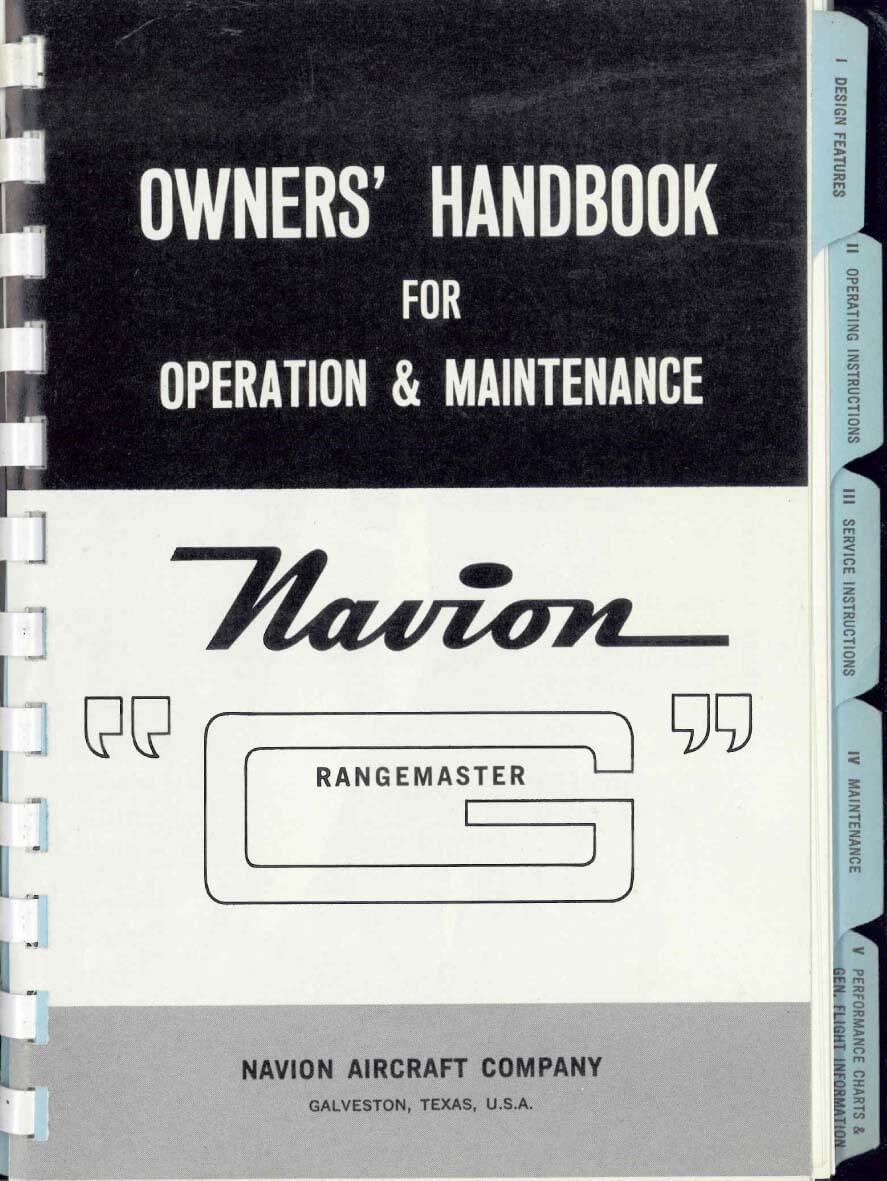 OWNERS' HANDBOOK
FOR
OPERATION & MAINTENANCE
Navion
"G"
RANGEMASTER
NAVION AIRCRAFT COMPANY
GALVESTON, TEXAS, U.S.A.
I DESIGN FEATURES
II OPERATING INSTRUCTIONS
III SERVICE INSTRUCTIONS
IV MAINTENANCE
V PERFORMANCE CHARTS &
GEN. FLIGHT INFORMATION